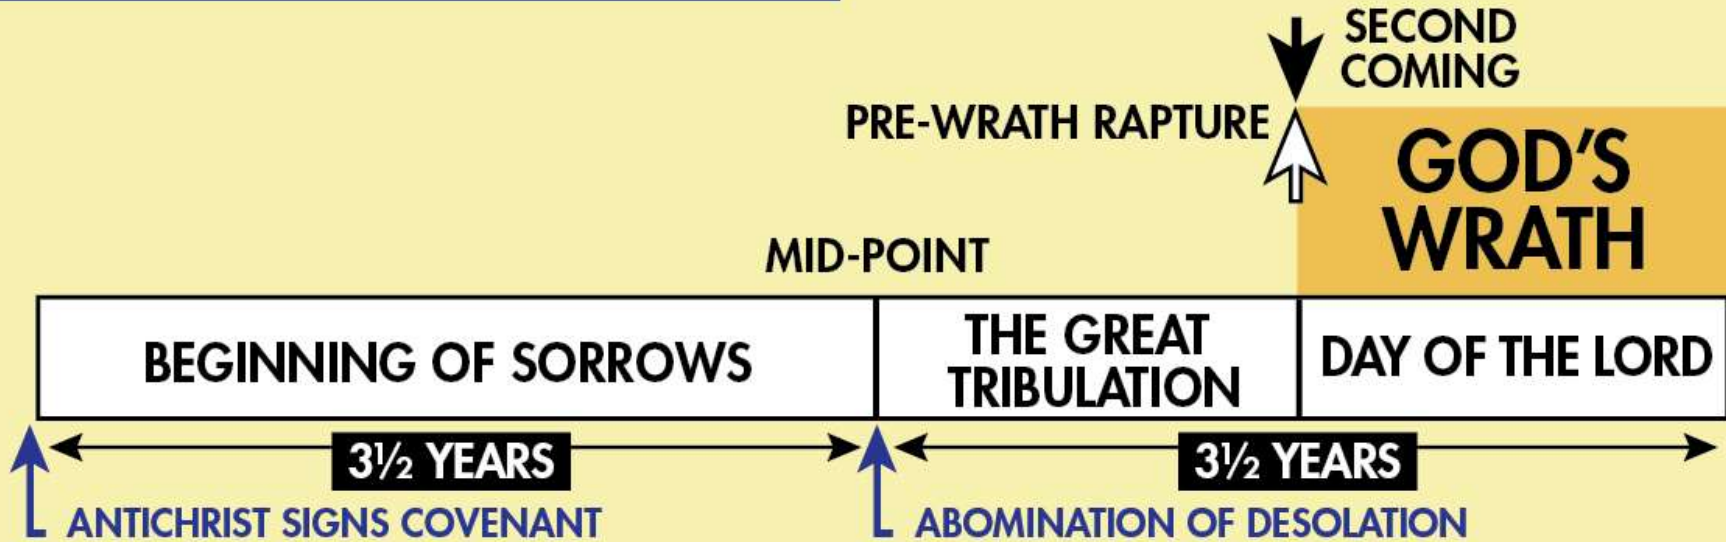 SECOND
COMING
PRE-WRATH RAPTURE
GOD'S
WRATH
MID-POINT
BEGINNING OF SORROWS
THE GREAT
TRIBULATION
DAY OF THE LORD
3½ YEARS
3½ YEARS
ANTICHRIST SIGNS COVENANT
ABOMINATION OF DESOLATION